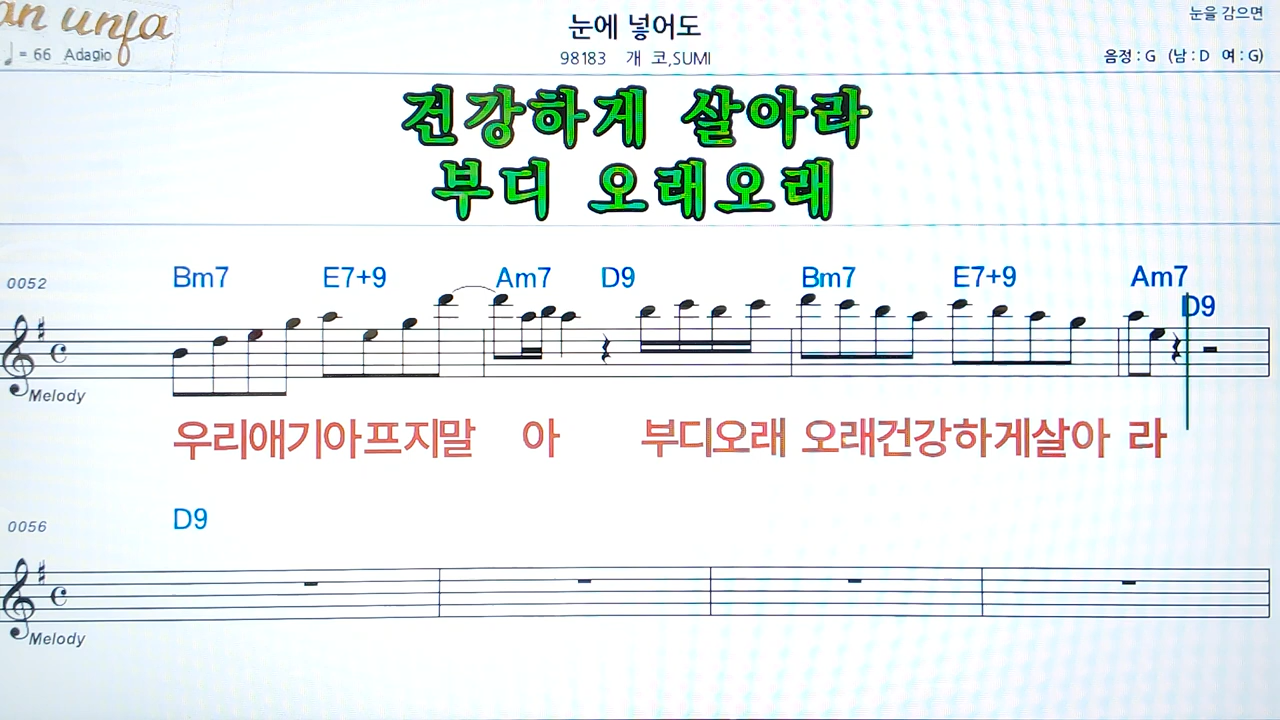 눈에 넣어도
눈을 감으면
♩= 66 Adagio
98183 개 코,SUMI
음정 : G (남 : D 여 : G)
건강하게 살아라
부디 오래오래
0052
Bm7 E7+9 Am7 D9 Bm7 E7+9 Am7
D9
Melody
우리애기아프지말 아 부디오래 오래건강하게살아 라
0056
D9
Melody